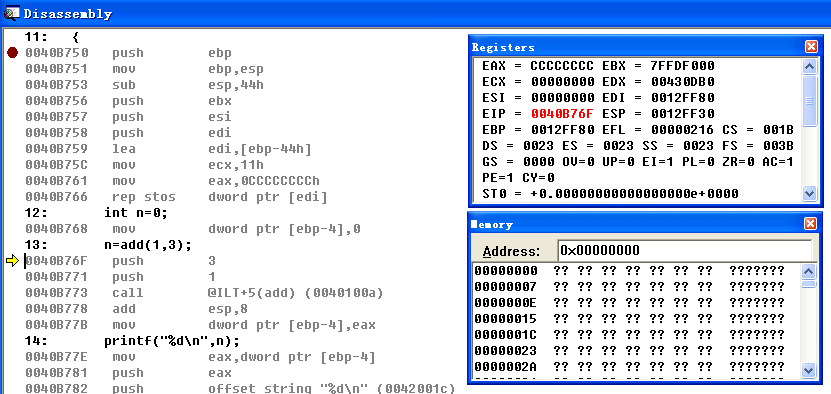 Disassembly
11:   {
0040B750   push        ebp
0040B751   mov         ebp,esp
0040B753   sub         esp,44h
0040B756   push        ebx
0040B757   push        esi
0040B758   push        edi
0040B759   lea         edi,[ebp-44h]
0040B75C   mov         ecx,11h
0040B761   mov         eax,0CCCCCCCCh
0040B766   rep stos    dword ptr [edi]
12:       int n=0;
0040B768   mov         dword ptr [ebp-4],0
13:       n=add(1,3);
0040B76F   push        3
0040B771   push        1
0040B773   call        @ILT+5(add) (0040100a)
0040B778   add         esp,8
0040B77B   mov         dword ptr [ebp-4],eax
14:       printf("%d\n",n);
0040B77E   mov         eax,dword ptr [ebp-4]
0040B781   push        eax
0040B782   push        offset string "%d\n" (0042001c)
Registers
EAX = CCCCCCCC EBX = 7FFDF000
ECX = 00000000 EDX = 00430DB0
ESI = 00000000 EDI = 0012FF80
EIP = 0040B76F ESP = 0012FF30
EBP = 0012FF80 EFL = 00000216 CS = 001B
DS = 0023 ES = 0023 SS = 0023 FS = 003B
GS = 0000 OV=0 UP=0 EI=1 PL=0 ZR=0 AC=1
PE=1 CY=0
ST0 = +0.00000000000000000e+0000
Memory
Address: 0x00000000
00000000 ?? ?? ?? ?? ?? ?? ?? ???????
00000007 ?? ?? ?? ?? ?? ?? ?? ???????
0000000E ?? ?? ?? ?? ?? ?? ?? ???????
00000015 ?? ?? ?? ?? ?? ?? ?? ???????
0000001C ?? ?? ?? ?? ?? ?? ?? ???????
00000023 ?? ?? ?? ?? ?? ?? ?? ???????
0000002A ?? ?? ?? ?? ?? ?? ?? ???????